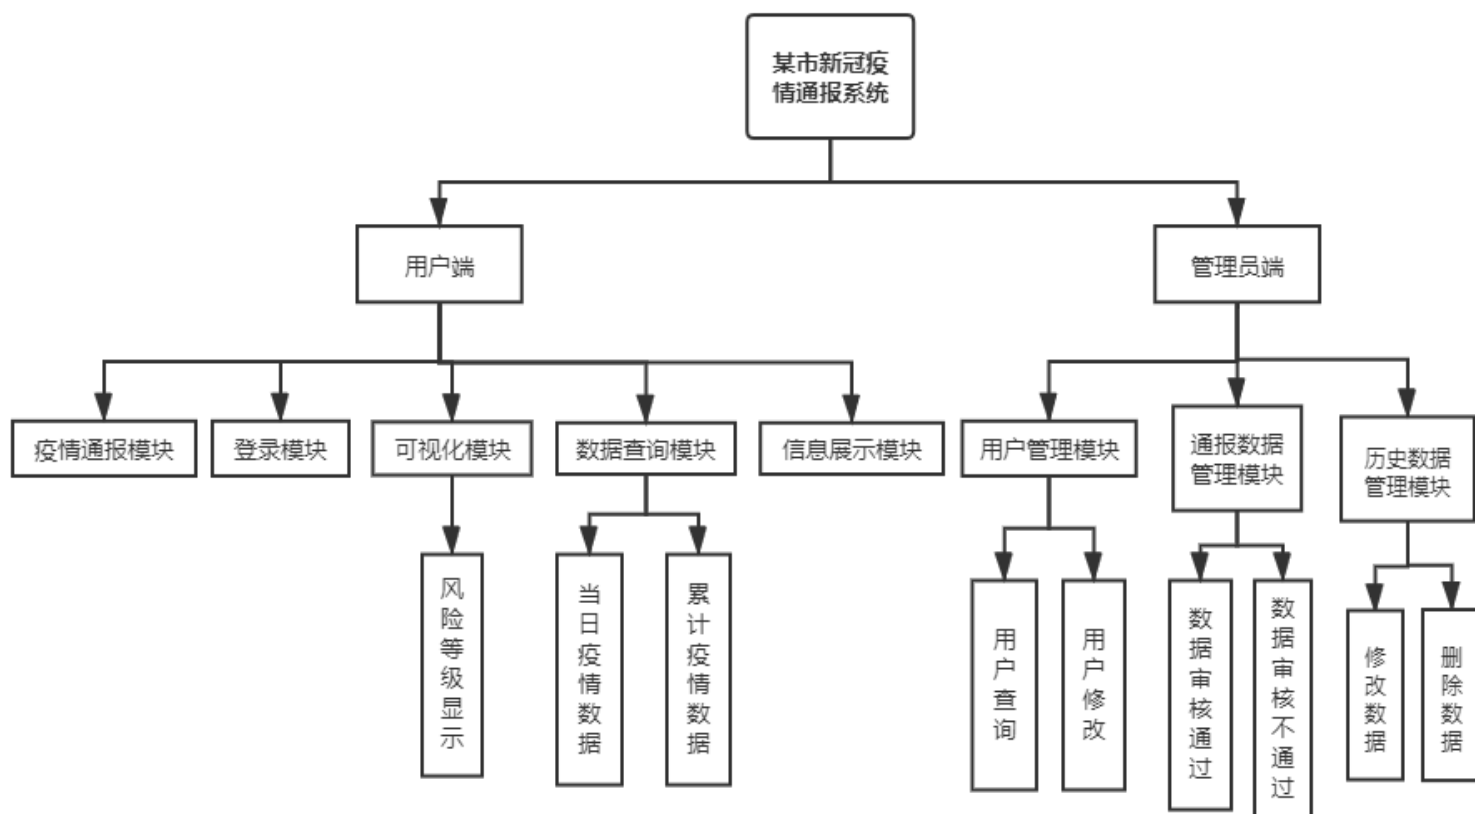 某市新冠疫
情通报系统
用户端
管理员端
疫情通报模块
登录模块
可视化模块
数据查询模块
信息展示模块
用户管理模块
通报数据
管理模块
历史数据
管理模块
风险等级显示
当日疫情数据
累计疫情数据
用户查询
用户修改
数据审核通过
数据审核不通过
修改数据
删除数据